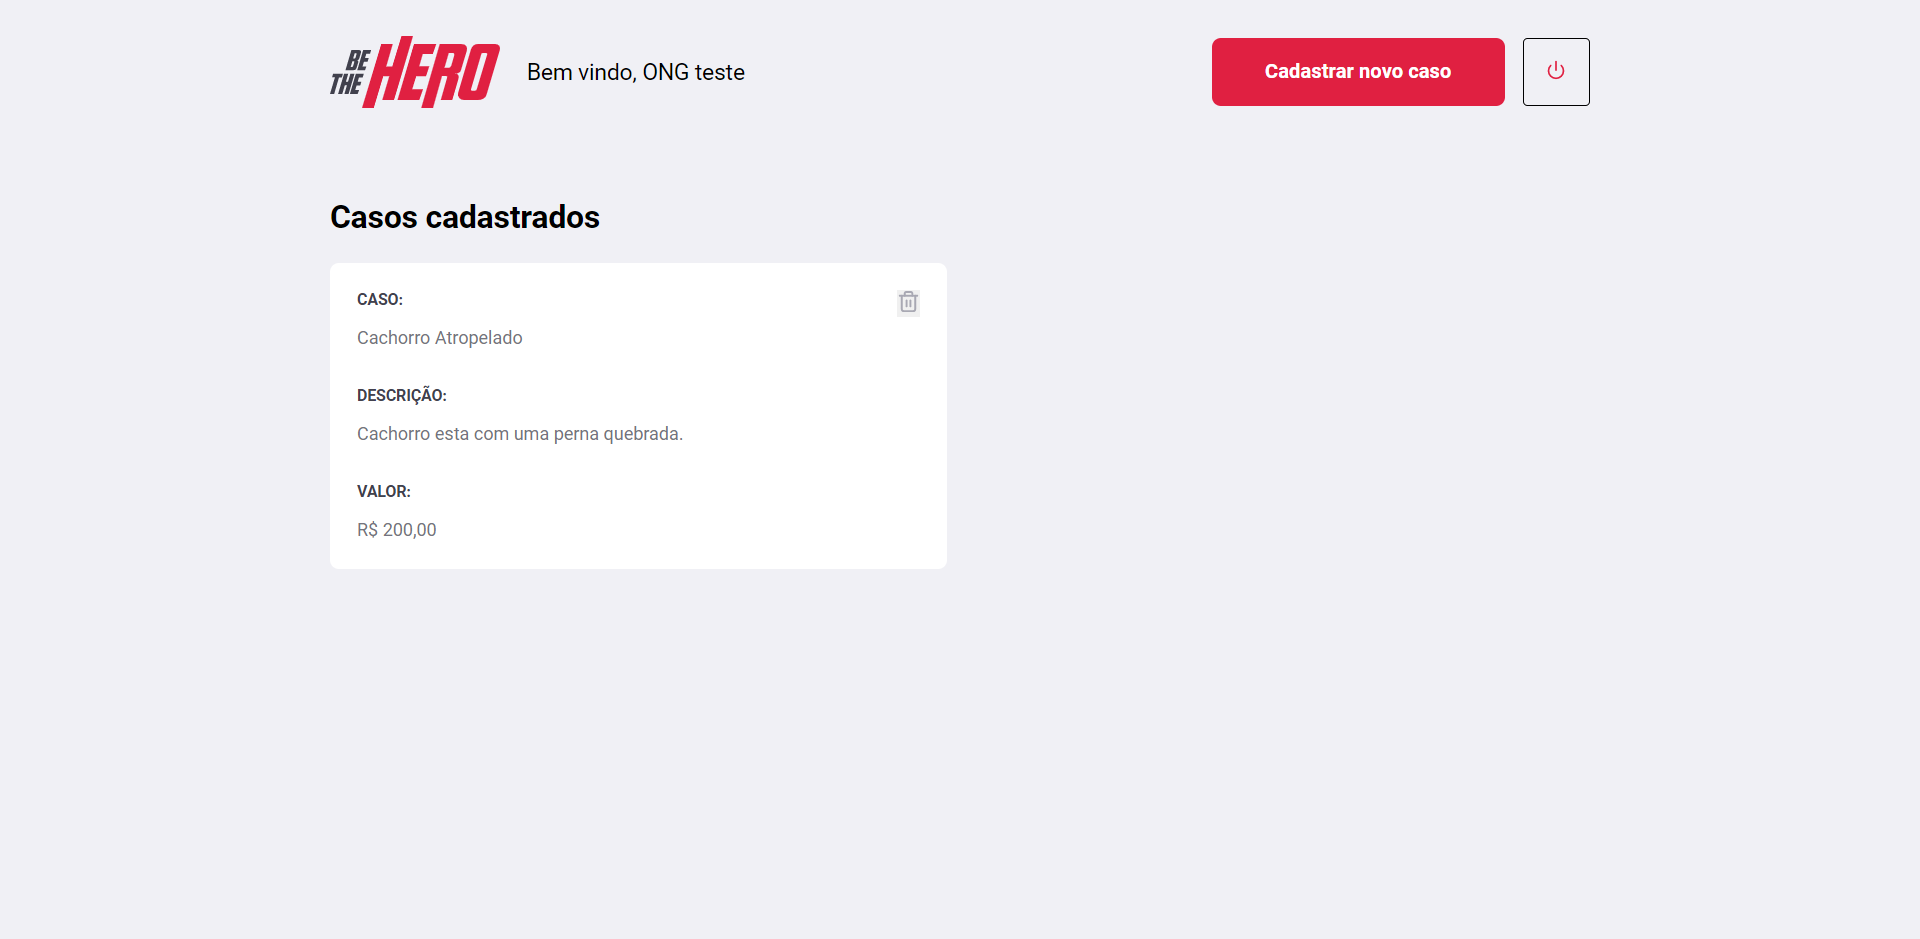 BE
THE HERO
Bem vindo, ONG teste
Cadastrar novo caso
Casos cadastrados
CASO:
Cachorro Atropelado
DESCRIÇÃO:
Cachorro esta com uma perna quebrada.
VALOR:
R$ 200,00